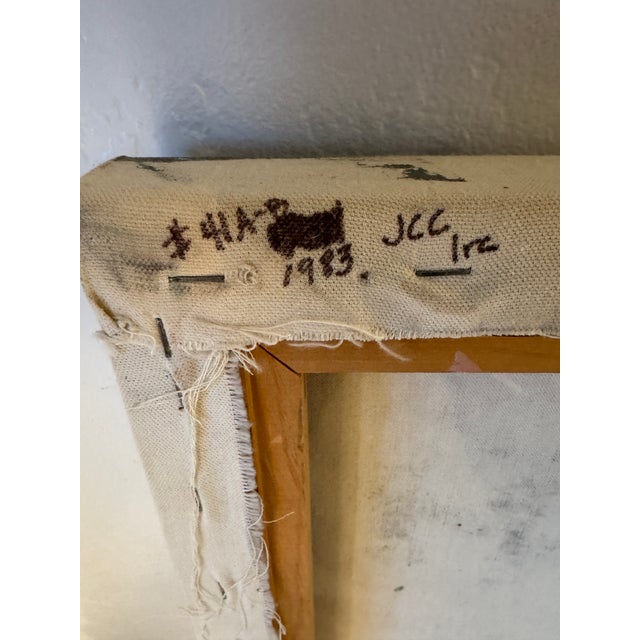 # 41A-B JCC
1983. Inc